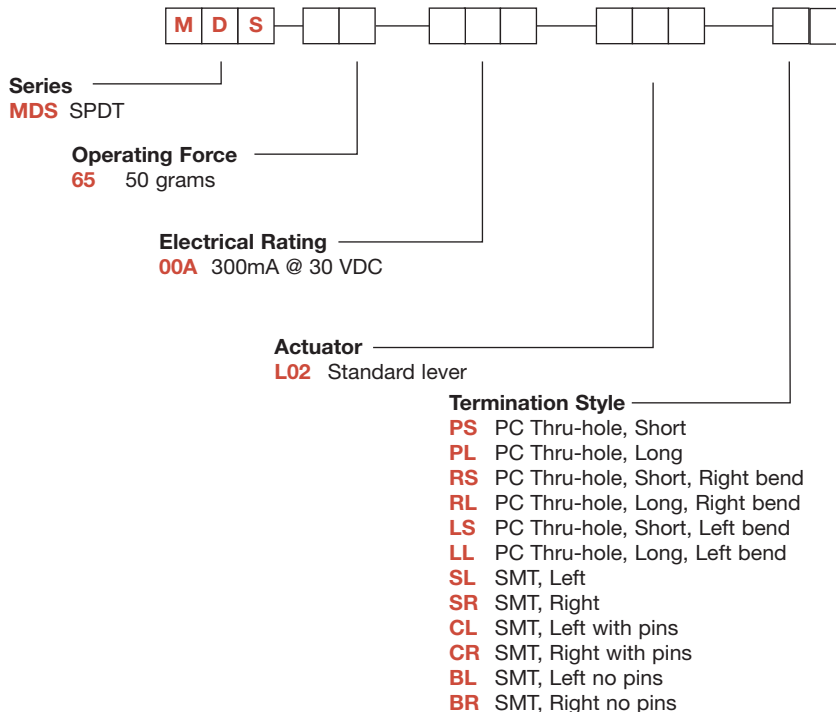 M D S
Series
MDS SPDT
Operating Force
65 50 grams
Electrical Rating
00A 300mA @ 30 VDC
Actuator
L02 Standard lever
Termination Style
PS PC Thru-hole, Short
PL PC Thru-hole, Long
RS PC Thru-hole, Short, Right bend
RL PC Thru-hole, Long, Right bend
LS PC Thru-hole, Short, Left bend
LL PC Thru-hole, Long, Left bend
SL SMT, Left
SR SMT, Right
CL SMT, Left with pins
CR SMT, Right with pins
BL SMT, Left no pins
BR SMT, Right no pins